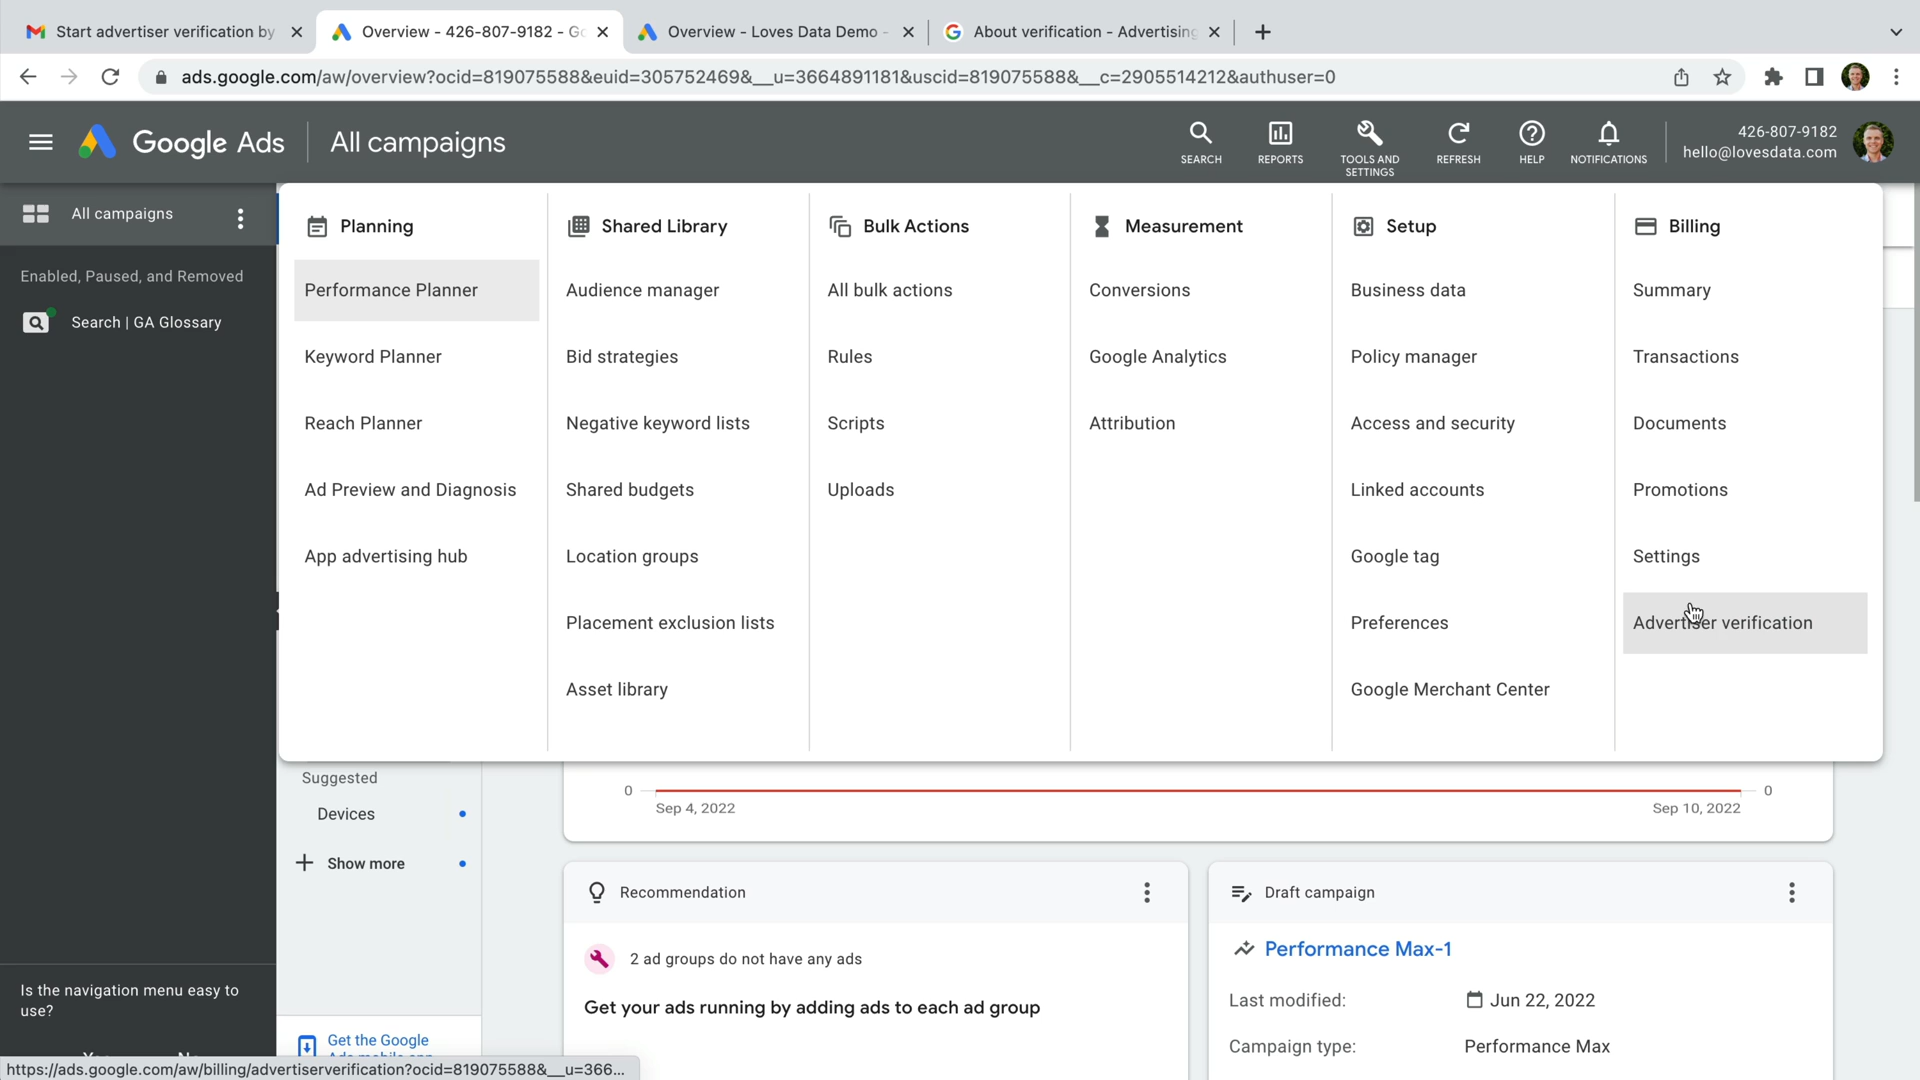 Start advertiser verification by
Overview - 426-807-9182 - Go
Overview - Loves Data Demo -
About verification - Advertising
ads.google.com/aw/overview?ocid=819075588&euid=305752469&__u=3664891181&uscid=819075588&__c=2905514212&authuser=0
Google Ads
All campaigns
SEARCH
REPORTS
TOOLS AND
SETTINGS
REFRESH
HELP
NOTIFICATIONS
426-807-9182
hello@lovesdata.com
All campaigns
Enabled, Paused, and Removed
Search | GA Glossary
Planning
Performance Planner
Keyword Planner
Reach Planner
Ad Preview and Diagnosis
App advertising hub
Shared Library
Audience manager
Bid strategies
Negative keyword lists
Shared budgets
Location groups
Placement exclusion lists
Asset library
Bulk Actions
All bulk actions
Rules
Scripts
Uploads
Measurement
Conversions
Google Analytics
Attribution
Setup
Business data
Policy manager
Access and security
Linked accounts
Google tag
Preferences
Google Merchant Center
Billing
Summary
Transactions
Documents
Promotions
Settings
Advertiser verification
Suggested
Devices
Show more
0
0
Sep 4, 2022
Sep 10, 2022
Recommendation
2 ad groups do not have any ads
Get your ads running by adding ads to each ad group
Draft campaign
Performance Max-1
Last modified:
Jun 22, 2022
Campaign type:
Performance Max
Is the navigation menu easy to
use?
Get the Google
Ads mobile app
https://ads.google.com/aw/billing/advertiserverification?ocid=819075588&__u=366...